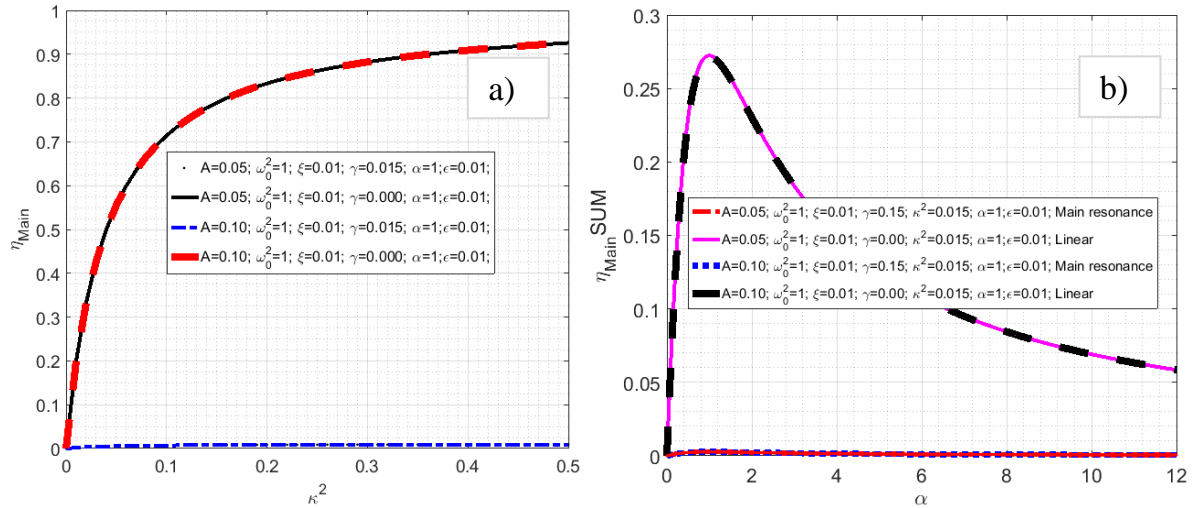 1
0.9
0.8
0.7
0.6
0.5
0.4
0.3
0.2
0.1
0
η_Main
a)
A=0.05; ω₀²=1; ξ=0.01; γ=0.015; α=1;ϵ=0.01;
A=0.05; ω₀²=1; ξ=0.01; γ=0.000; α=1;ϵ=0.01;
A=0.10; ω₀²=1; ξ=0.01; γ=0.015; α=1;ϵ=0.01;
A=0.10; ω₀²=1; ξ=0.01; γ=0.000; α=1;ϵ=0.01;
0 0.1 0.2 0.3 0.4 0.5
κ²
0.3
0.25
0.2
0.15
0.1
0.05
0
η_Main SUM
b)
A=0.05; ω₀²=1; ξ=0.01; γ=0.15; κ²=0.015; α=1;ϵ=0.01; Main resonance
A=0.05; ω₀²=1; ξ=0.01; γ=0.00; κ²=0.015; α=1;ϵ=0.01; Linear
A=0.10; ω₀²=1; ξ=0.01; γ=0.15; κ²=0.015; α=1;ϵ=0.01; Main resonance
A=0.10; ω₀²=1; ξ=0.01; γ=0.00; κ²=0.015; α=1;ϵ=0.01; Linear
0 2 4 6 8 10 12
α